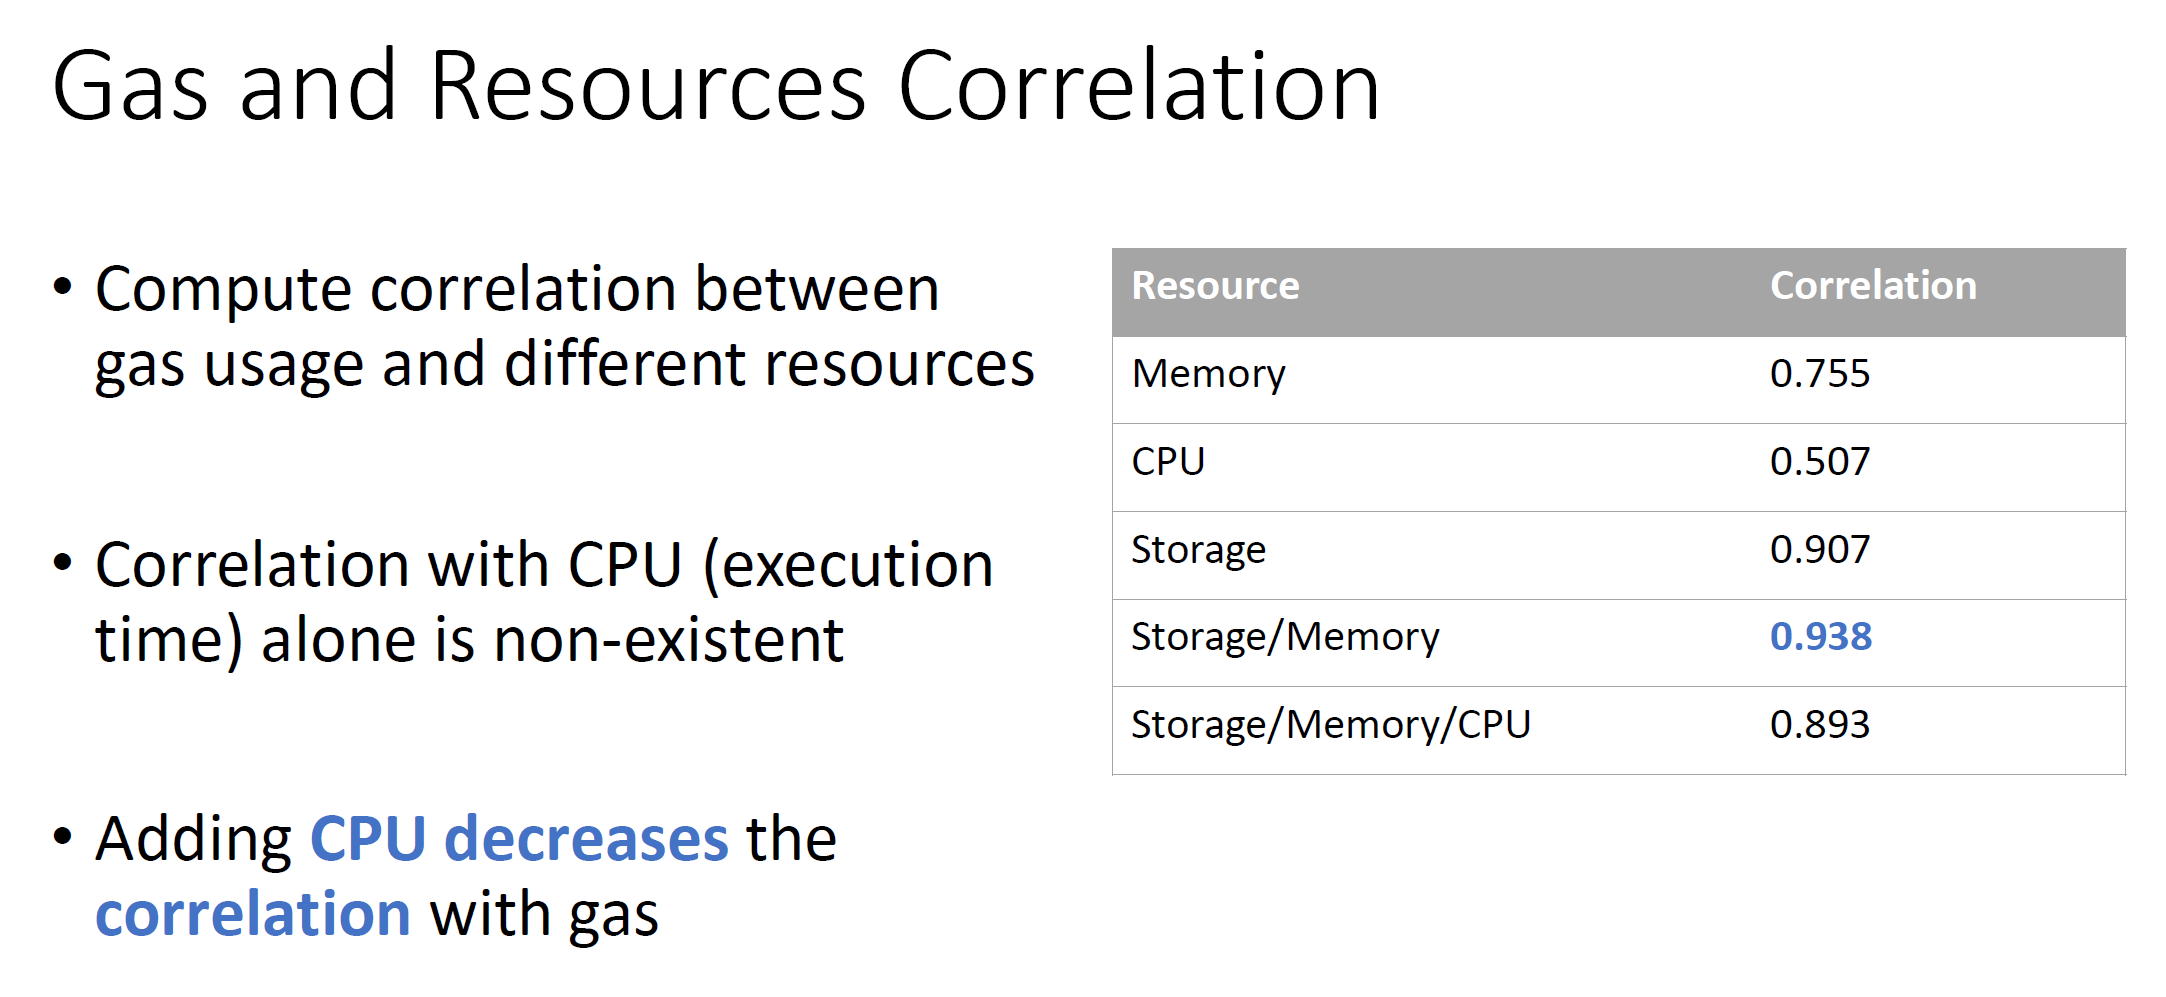 Gas and Resources Correlation
• Compute correlation between
gas usage and different resources
• Correlation with CPU (execution
time) alone is non-existent
• Adding CPU decreases the
correlation with gas
Resource Correlation
Memory 0.755
CPU 0.507
Storage 0.907
Storage/Memory 0.938
Storage/Memory/CPU 0.893